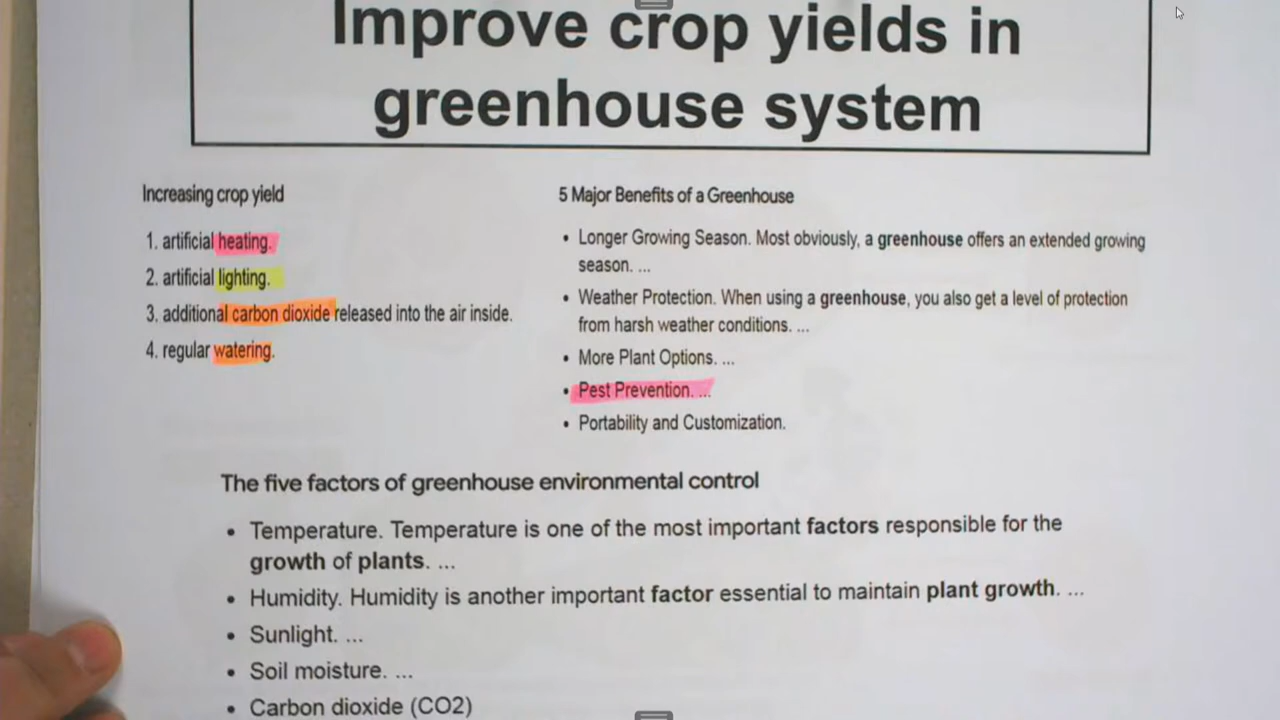 Improve crop yields in
greenhouse system
Increasing crop yield
1. artificial heating.
2. artificial lighting.
3. additional carbon dioxide released into the air inside.
4. regular watering.
5 Major Benefits of a Greenhouse
• Longer Growing Season. Most obviously, a greenhouse offers an extended growing
season. ...
• Weather Protection. When using a greenhouse, you also get a level of protection
from harsh weather conditions. ...
• More Plant Options. ...
• Pest Prevention. ...
• Portability and Customization.
The five factors of greenhouse environmental control
• Temperature. Temperature is one of the most important factors responsible for the
growth of plants. ...
• Humidity. Humidity is another important factor essential to maintain plant growth. ...
• Sunlight. ...
• Soil moisture. ...
• Carbon dioxide (CO2)